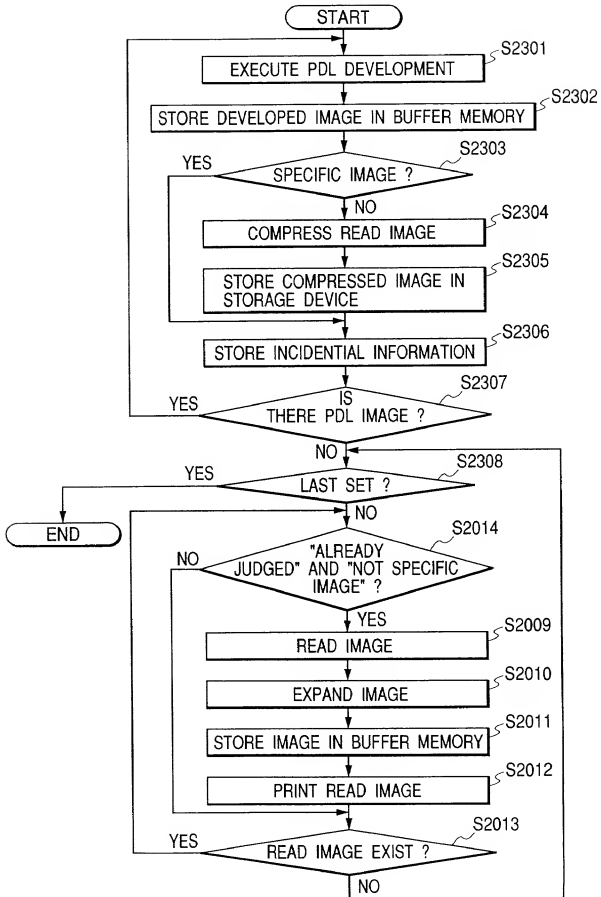 START
S2301
EXECUTE PDL DEVELOPMENT
S2302
STORE DEVELOPED IMAGE IN BUFFER MEMORY
S2303
YES
SPECIFIC IMAGE ?
NO
S2304
COMPRESS READ IMAGE
S2305
STORE COMPRESSED IMAGE IN
STORAGE DEVICE
S2306
STORE INCIDENTAL INFORMATION
S2307
YES
IS
THERE PDL IMAGE ?
NO
S2308
YES
LAST SET ?
NO
END
S2014
NO
"ALREADY
JUDGED" AND "NOT SPECIFIC
IMAGE" ?
YES
S2009
READ IMAGE
S2010
EXPAND IMAGE
S2011
STORE IMAGE IN BUFFER MEMORY
S2012
PRINT READ IMAGE
S2013
YES
READ IMAGE EXIST ?
NO